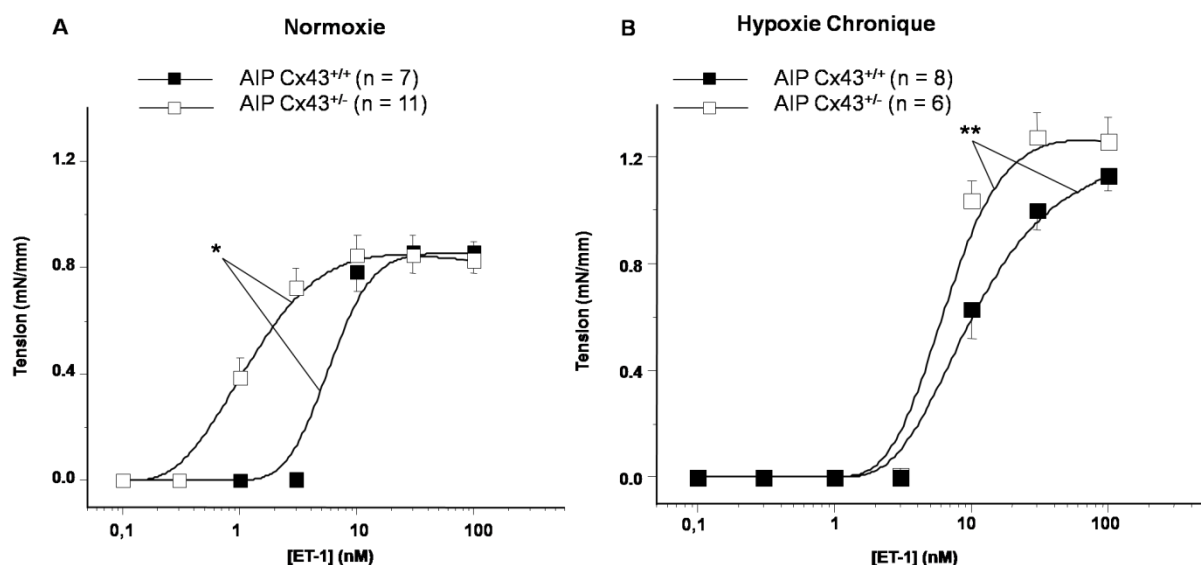 A
Normoxie
AIP Cx43+/+ (n = 7)
AIP Cx43+/- (n = 11)
Tension (mN/mm)
1.2
0.8
0.4
0.0
*
0,1
1
10
100
[ET-1] (nM)
B
Hypoxie Chronique
AIP Cx43+/+ (n = 8)
AIP Cx43+/- (n = 6)
Tension (mN/mm)
1.2
0.8
0.4
0.0
**
0,1
1
10
100
[ET-1] (nM)